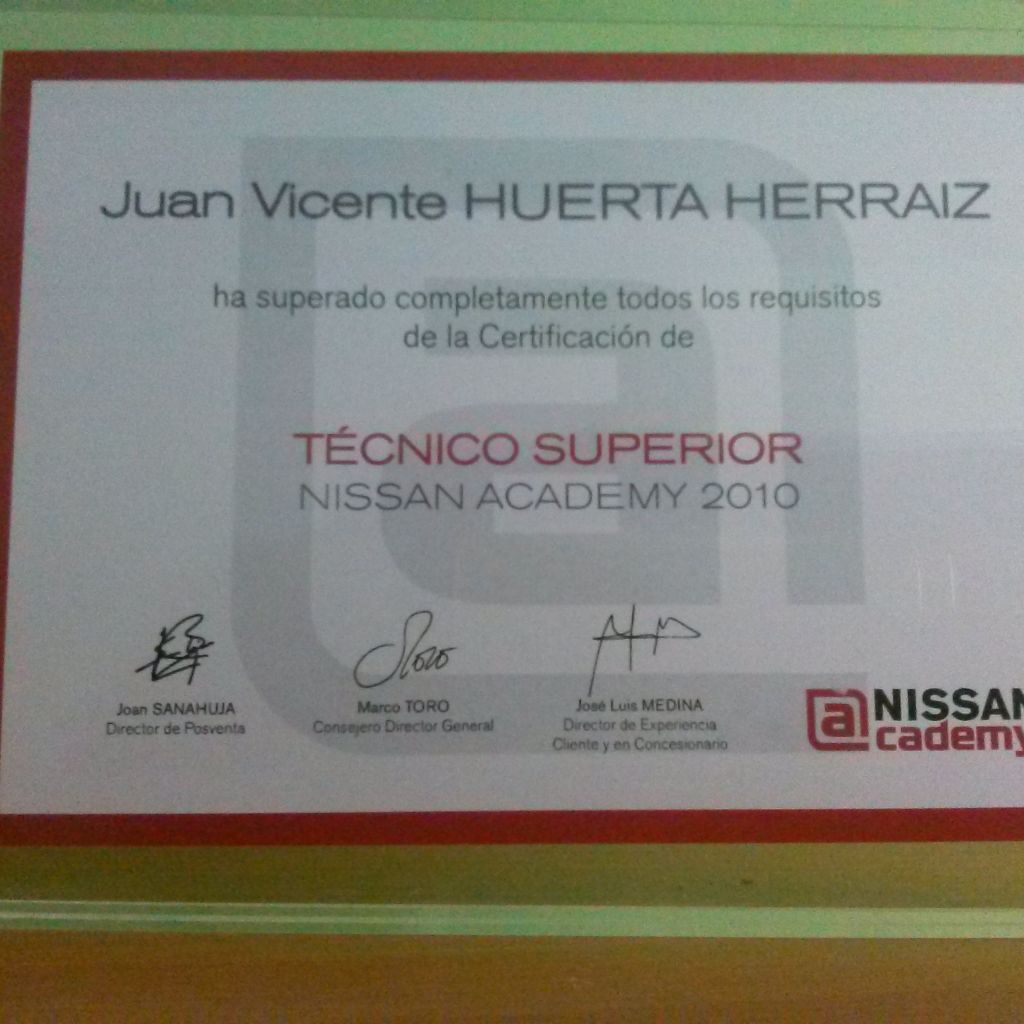 Juan Vicente HUERTA HERRAIZ
ha superado completamente todos los requisitos
de la Certificación de
TÉCNICO SUPERIOR
NISSAN ACADEMY 2010
Joan SANAHUJA
Director de Posventa
Marco TORO
Consejero Director General
José Luis MEDINA
Director de Experiencia
Cliente y en Concesionario
a NISSAN
cademy